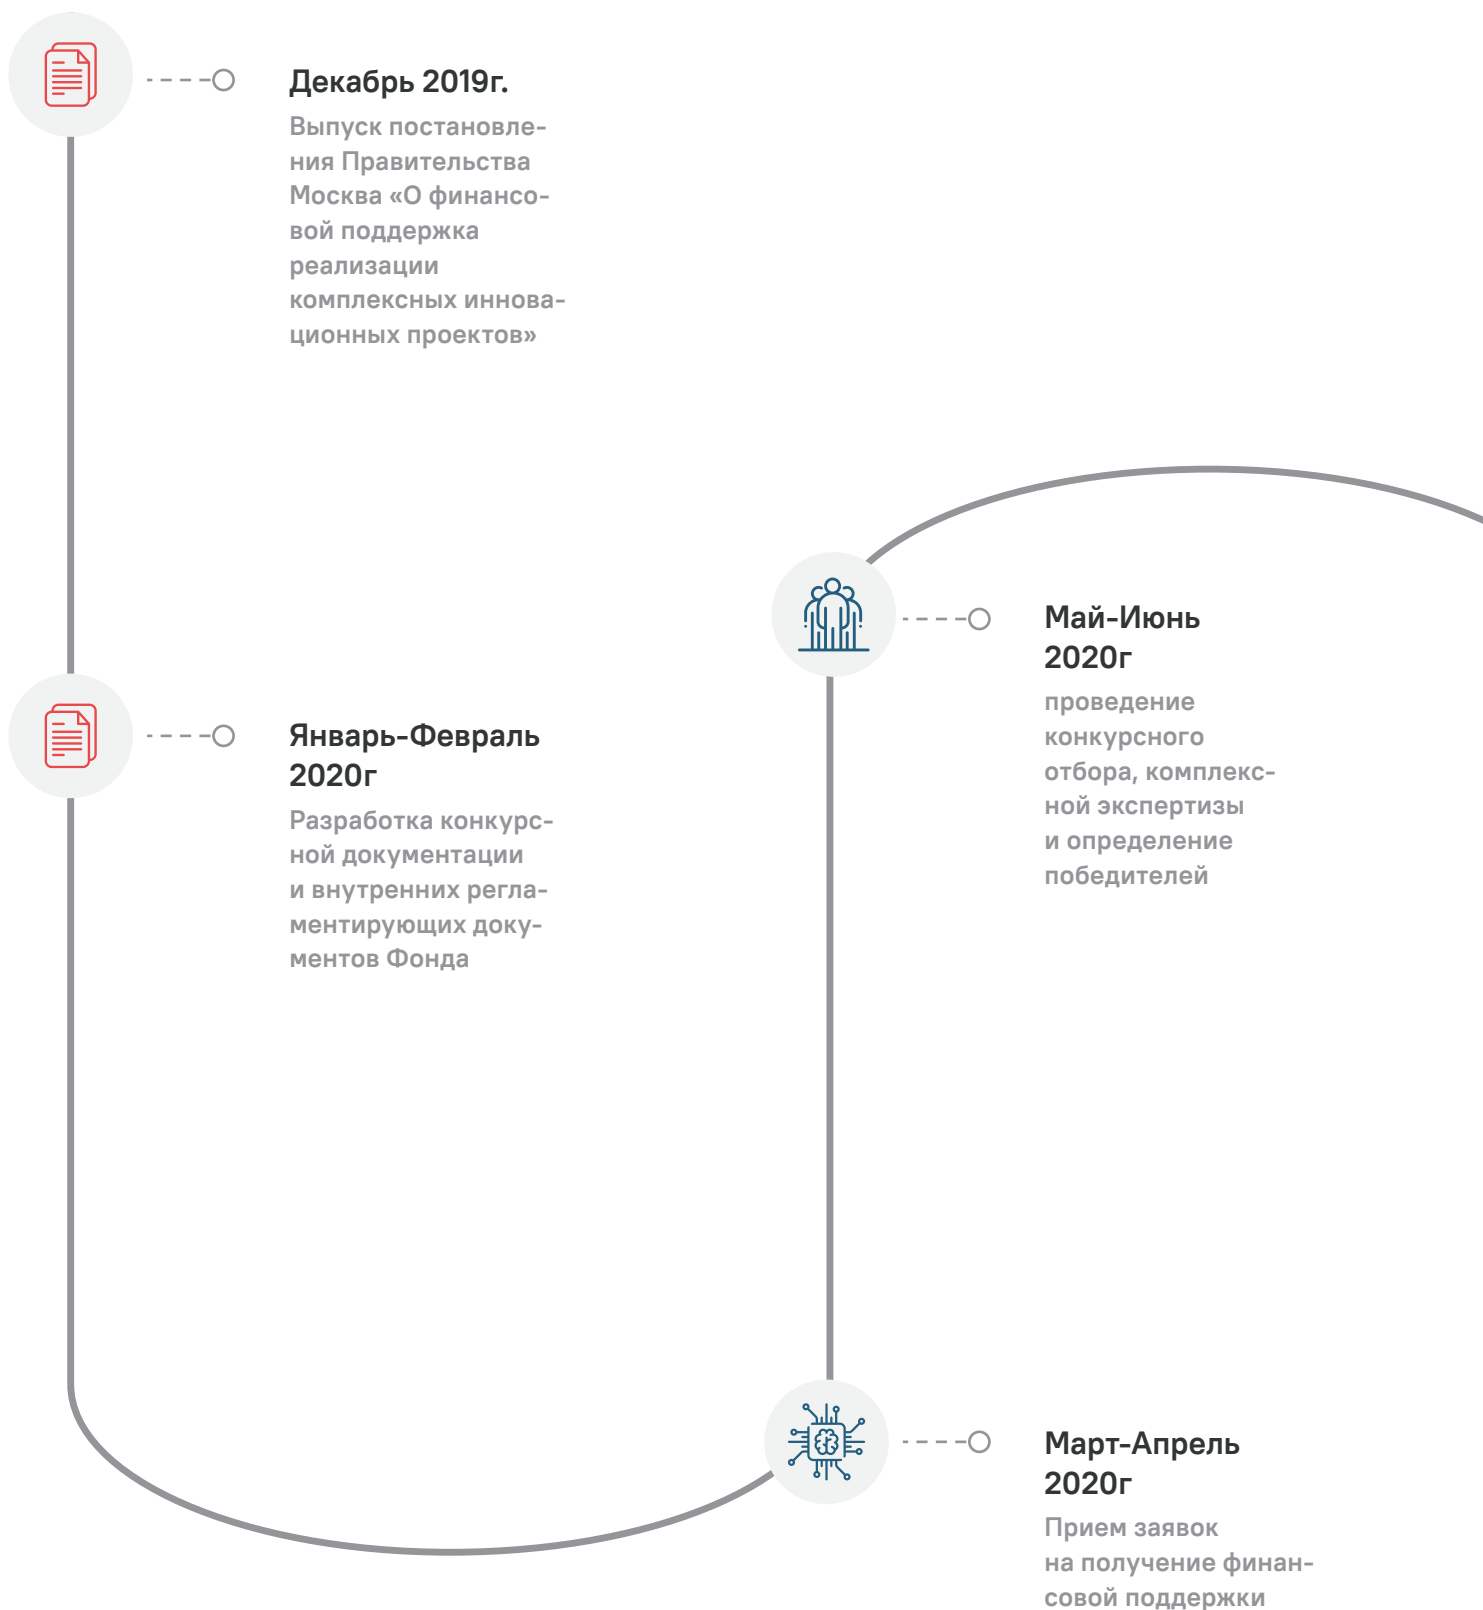 Декабрь 2019г.
Выпуск постановле-
ния Правительства
Москва «О финансо-
вой поддержка
реализации
комплексных иннова-
ционных проектов»
Январь-Февраль
2020г
Разработка конкурс-
ной документации
и внутренних регла-
ментирующих доку-
ментов Фонда
Май-Июнь
2020г
проведение
конкурсного
отбора, комплекс-
ной экспертизы
и определение
победителей
Март-Апрель
2020г
Прием заявок
на получение финан-
совой поддержки